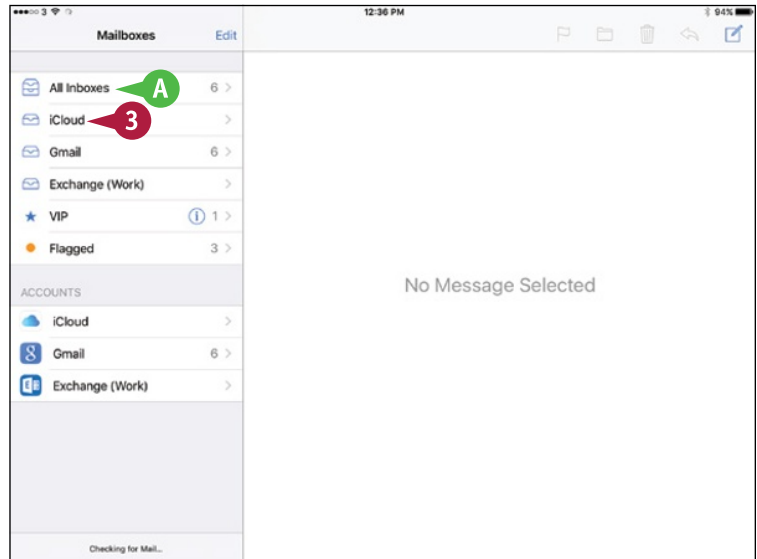 3 12:36 PM 94%
Mailboxes Edit
All Inboxes A 6 >
iCloud 3 >
Gmail 6 >
Exchange (Work) >
VIP i 1 >
Flagged 3 >
No Message Selected
ACCOUNTS
iCloud >
8 Gmail 6 >
E Exchange (Work) >
Checking for Mail...